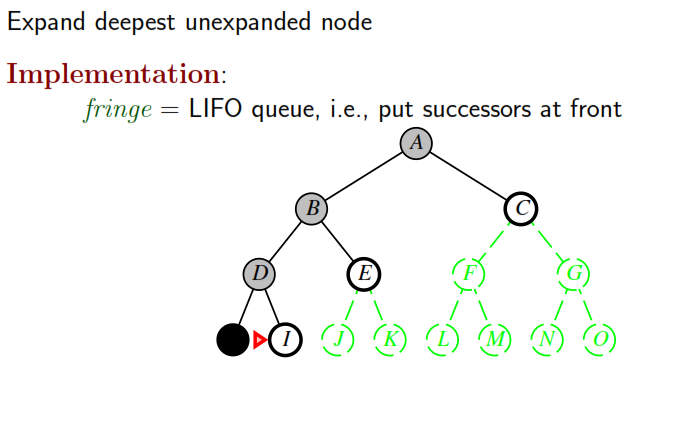 Expand deepest unexpanded node
Implementation:
fringe = LIFO queue, i.e., put successors at front
A
B C
D E F G
I J K L M N O